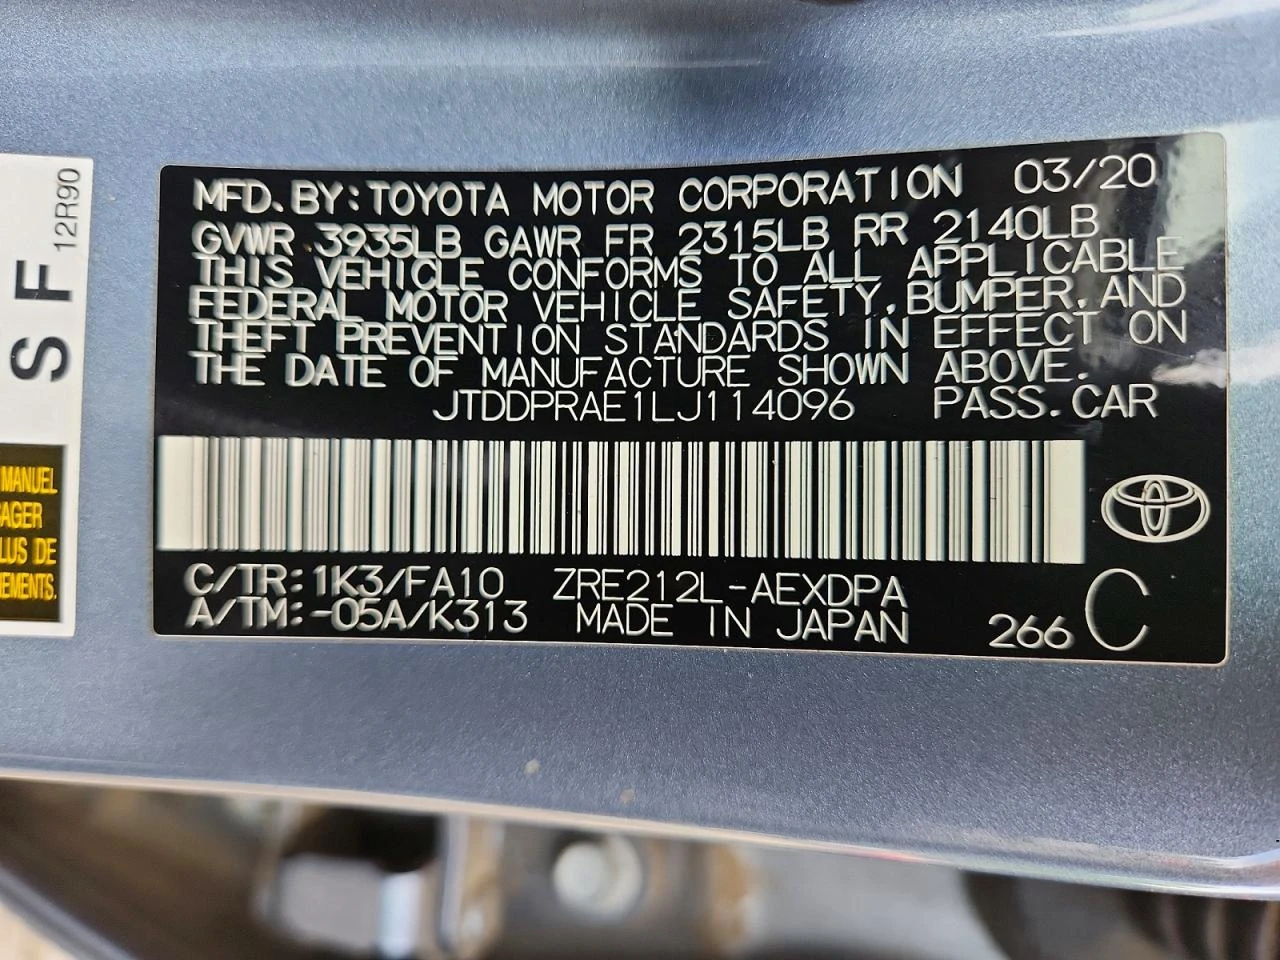 MFD. BY: TOYOTA MOTOR CORPORATION 03/20
GVWR 3935LB GAWR FR 2315LB RR 2140LB
THIS VEHICLE CONFORMS TO ALL APPLICABLE
FEDERAL MOTOR VEHICLE SAFETY, BUMPER, AND
THEFT PREVENTION STANDARDS IN EFFECT ON
THE DATE OF MANUFACTURE SHOWN ABOVE.
JTDDPRAE1LJ114096 PASS. CAR
C/TR: 1K3/FA10 ZRE212L-AEXDPA
A/TM: -05A/K313 MADE IN JAPAN 266 C
S F
12R90
MANUEL
AGER
LUS DE
NEMENTS.